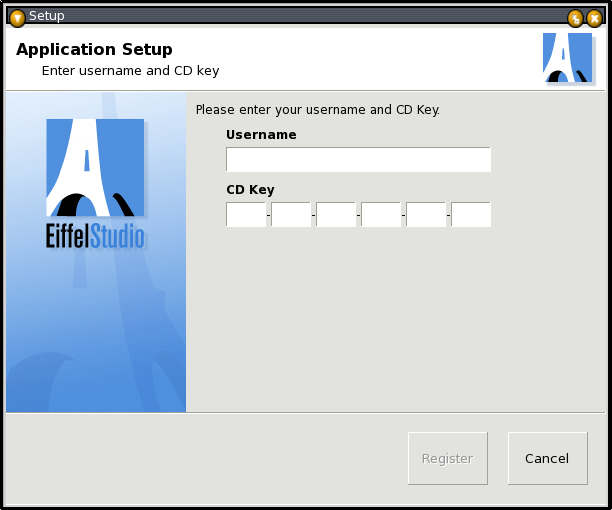 Setup
Application Setup
Enter username and CD key
Please enter your username and CD Key.
Username
CD Key
- - - - -
EiffelStudio
Register
Cancel